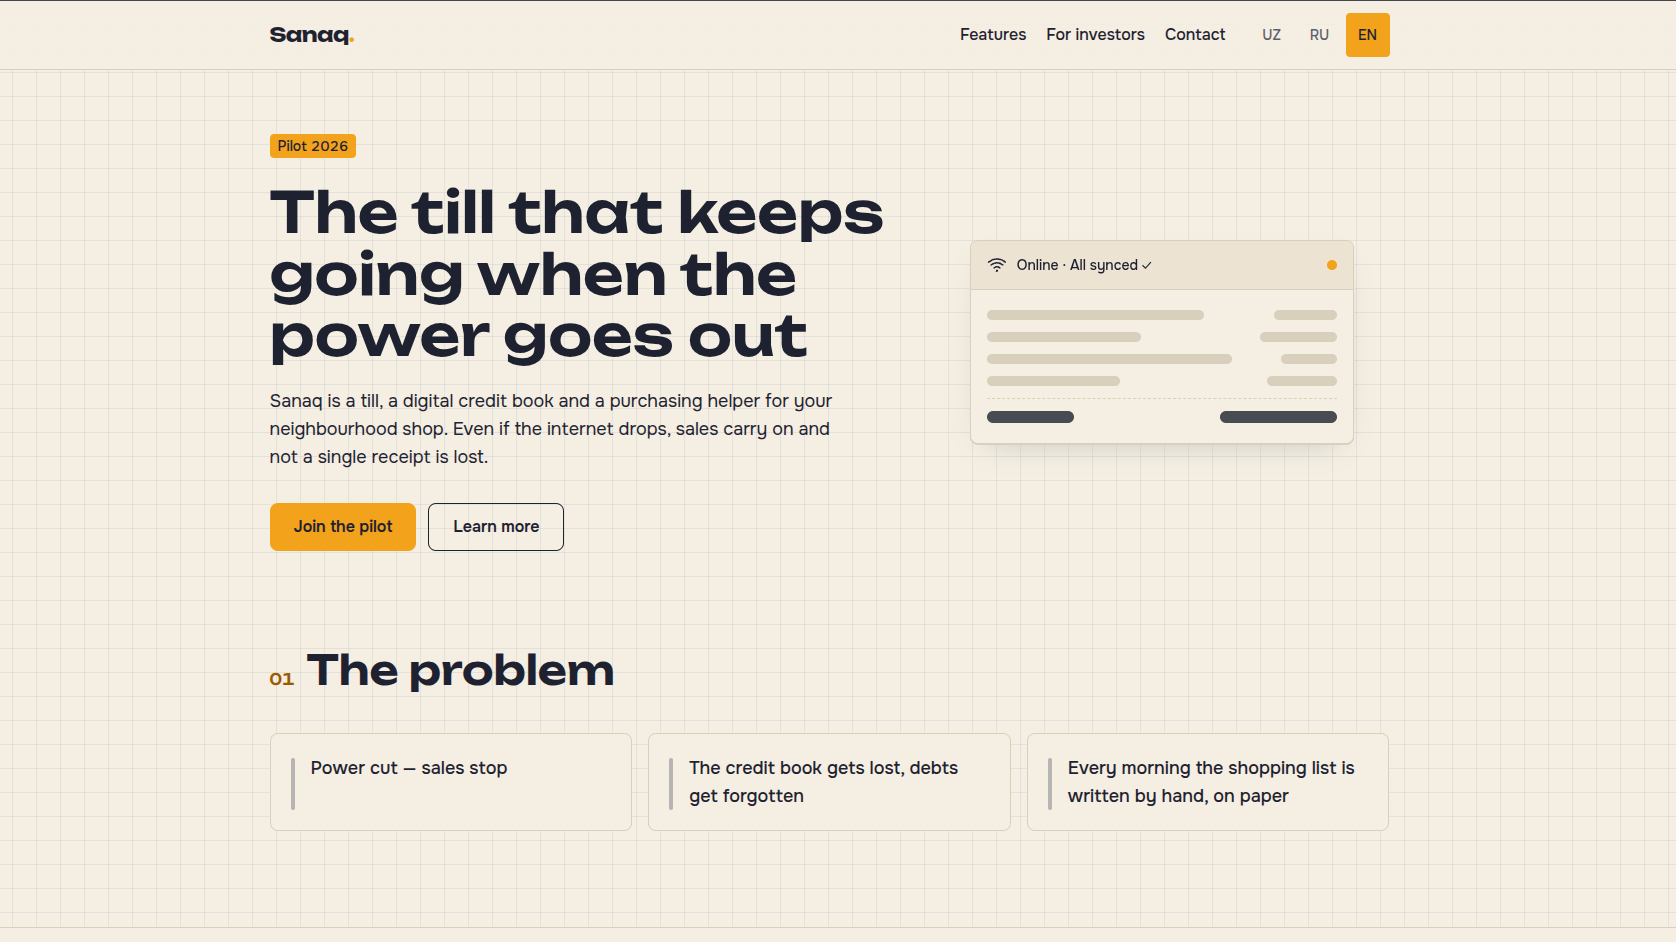 Sanaq.
Features For investors Contact UZ RU EN
Pilot 2026
The till that keeps
going when the
power goes out
Sanaq is a till, a digital credit book and a purchasing helper for your
neighbourhood shop. Even if the internet drops, sales carry on and
not a single receipt is lost.
Join the pilot
Learn more
Online · All synced ✓
01 The problem
Power cut — sales stop
The credit book gets lost, debts
get forgotten
Every morning the shopping list is
written by hand, on paper